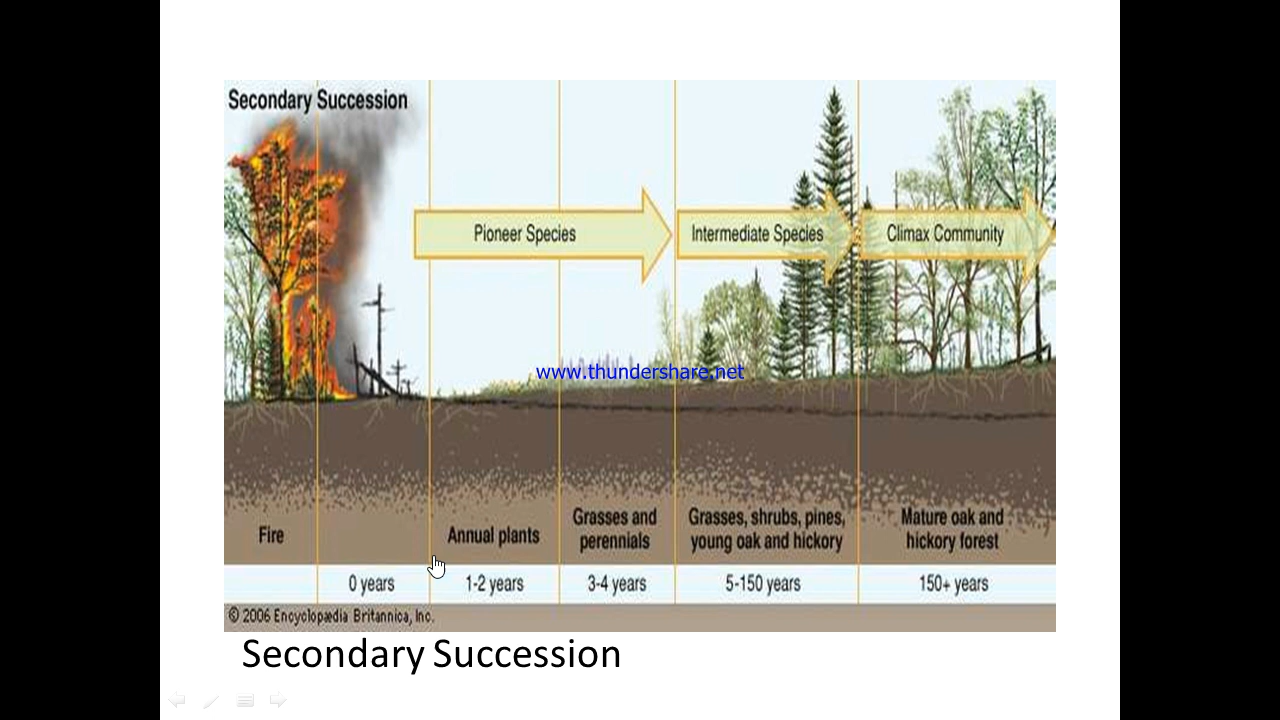 Secondary Succession
Pioneer Species
Intermediate Species
Climax Community
www.thundershare.net
Fire
Annual plants
Grasses and
perennials
Grasses, shrubs, pines,
young oak and hickory
Mature oak and
hickory forest
0 years
1-2 years
3-4 years
5-150 years
150+ years
© 2006 Encyclopædia Britannica, Inc.
Secondary Succession